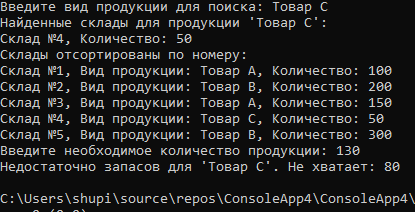 Введите вид продукции для поиска: Товар C
Найденные склады для продукции 'Товар C':
Склад №4, Количество: 50
Склады отсортированы по номеру:
Склад №1, Вид продукции: Товар A, Количество: 100
Склад №2, Вид продукции: Товар B, Количество: 200
Склад №3, Вид продукции: Товар A, Количество: 150
Склад №4, Вид продукции: Товар C, Количество: 50
Склад №5, Вид продукции: Товар B, Количество: 300
Введите необходимое количество продукции: 130
Недостаточно запасов для 'Товар C'. Не хватает: 80
C:\Users\shupi\source\repos\ConsoleApp4\ConsoleApp4\